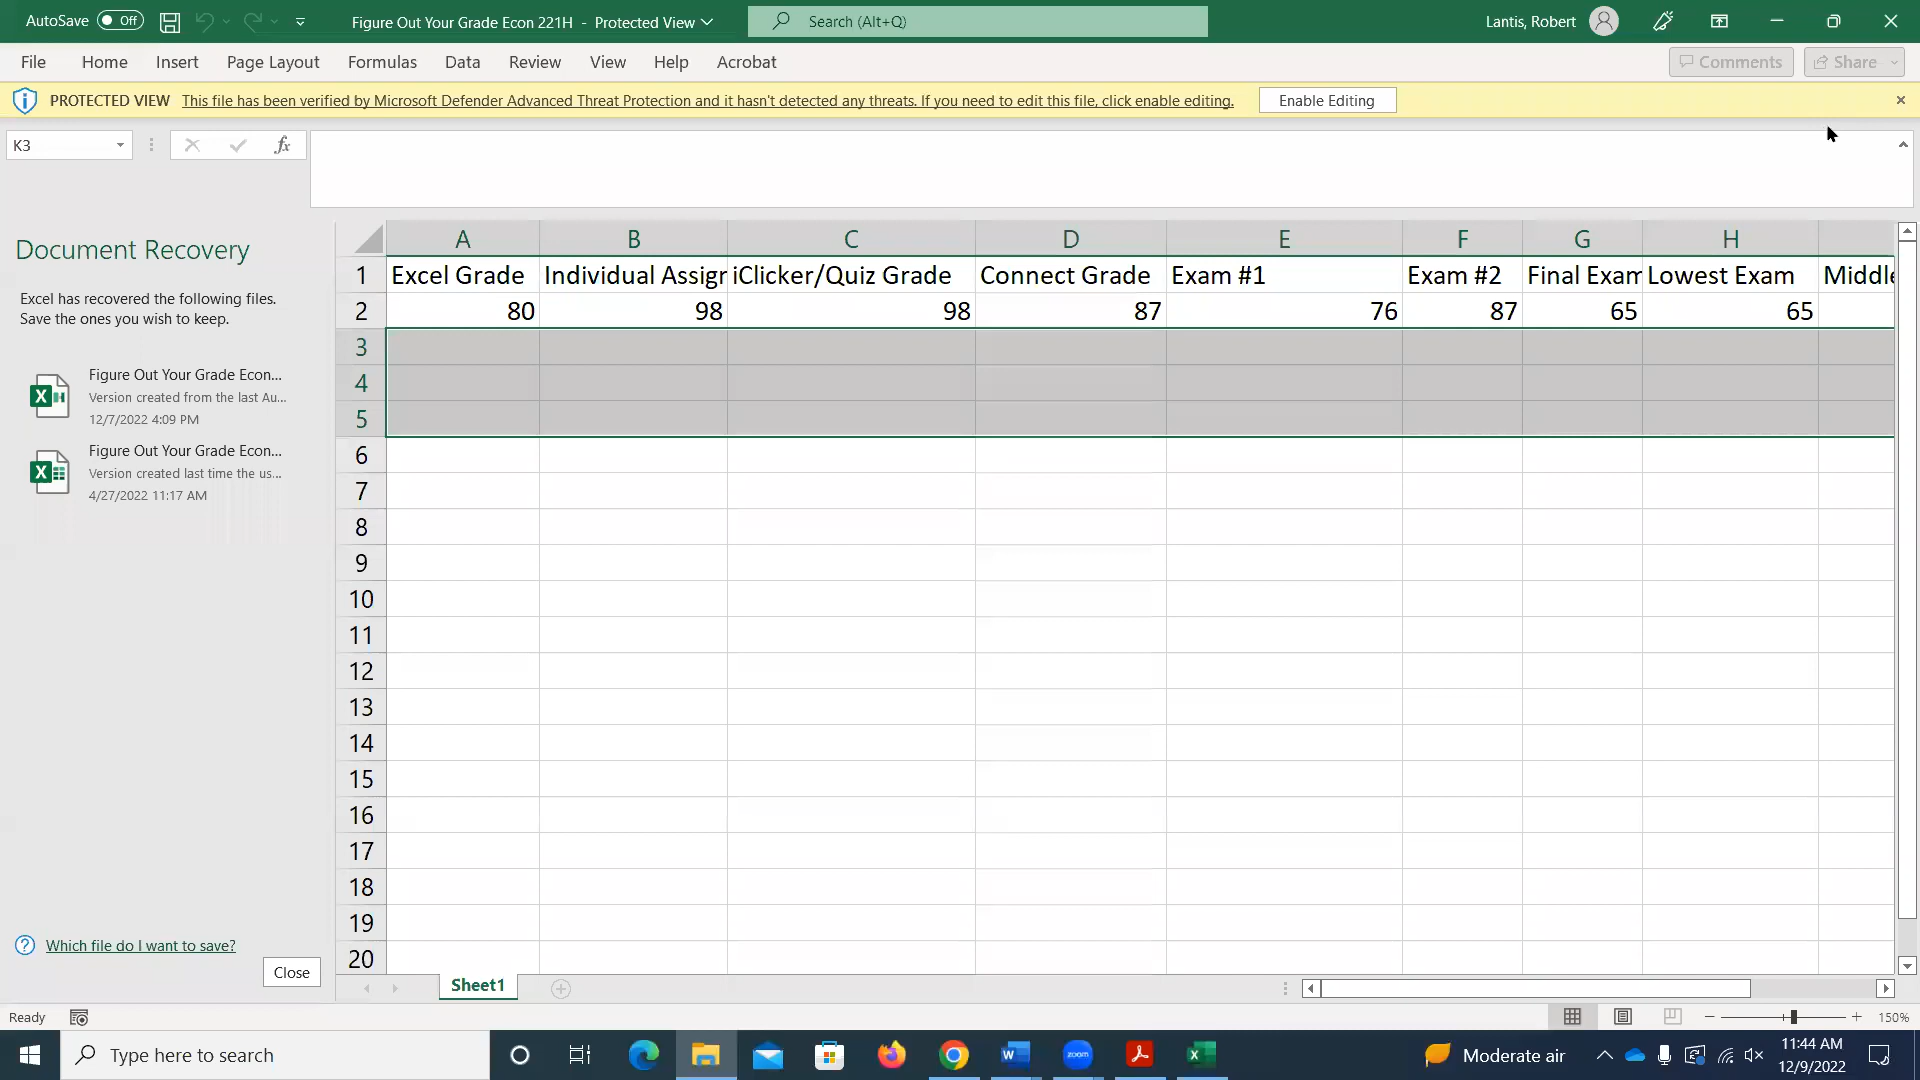 AutoSave Off Figure Out Your Grade Econ 221H - Protected View Search (Alt+Q) Lantis, Robert
File Home Insert Page Layout Formulas Data Review View Help Acrobat Comments Share
PROTECTED VIEW This file has been verified by Microsoft Defender Advanced Threat Protection and it hasn't detected any threats. If you need to edit this file, click enable editing. Enable Editing
K3 fx
Document Recovery
Excel has recovered the following files.
Save the ones you wish to keep.
Figure Out Your Grade Econ...
Version created from the last Au...
12/7/2022 4:09 PM
Figure Out Your Grade Econ...
Version created last time the us...
4/27/2022 11:17 AM
Which file do I want to save?
Close
A B C D E F G H
1 Excel Grade Individual Assigr iClicker/Quiz Grade Connect Grade Exam #1 Exam #2 Final Exam Lowest Exam Middle
2 80 98 98 87 76 87 65 65
3
4
5
6
7
8
9
10
11
12
13
14
15
16
17
18
19
20
Sheet1
Ready 150%
Type here to search zoom Moderate air 11:44 AM
12/9/2022